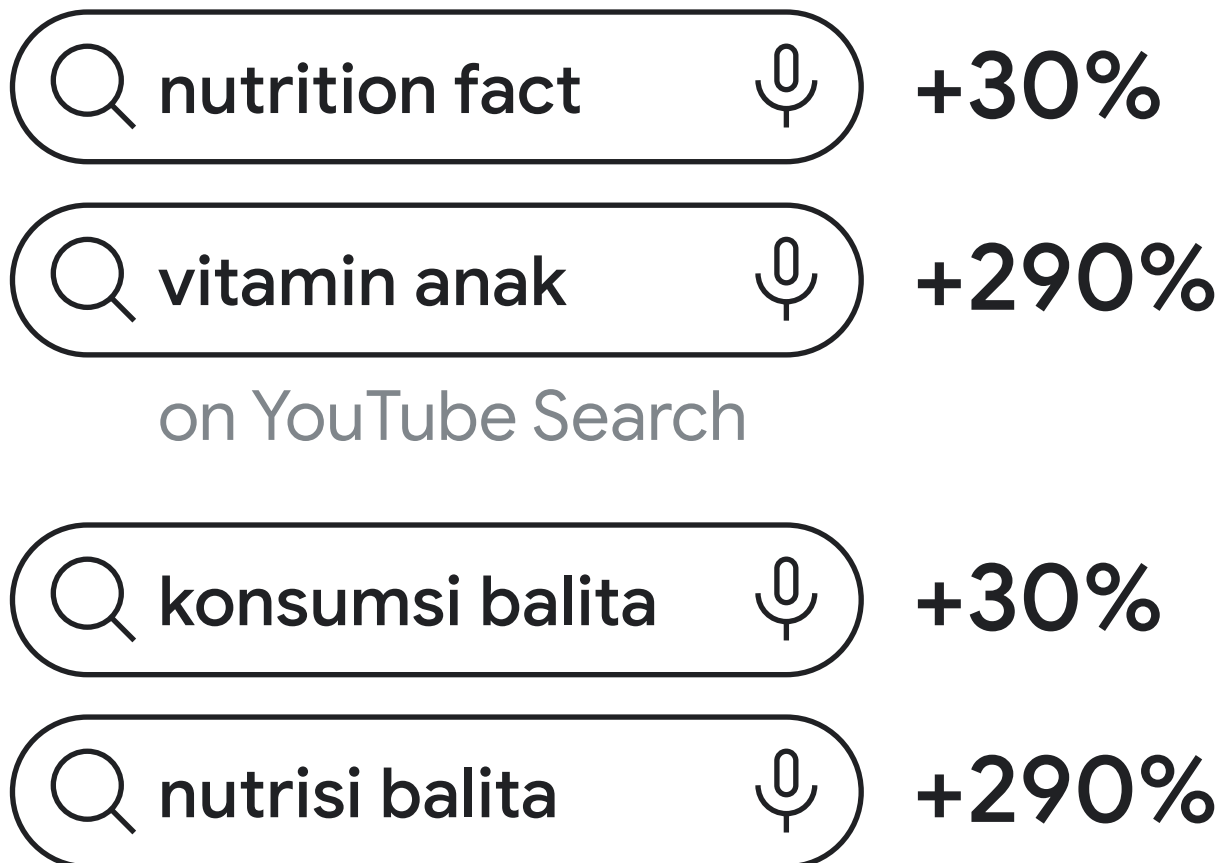 nutrition fact +30%
vitamin anak +290%
on YouTube Search
konsumsi balita +30%
nutrisi balita +290%